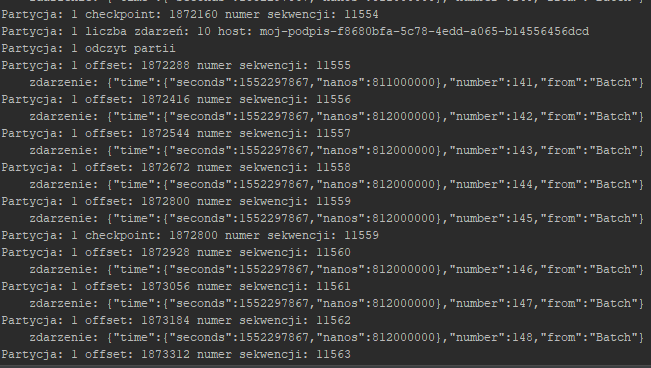 Partycja: 1 checkpoint: 1872160 numer sekwencji: 11554
Partycja: 1 liczba zdarzeń: 10 host: moj-podpis-f8680bfa-5c78-4edd-a065-b14556456dcd
Partycja: 1 odczyt partii
Partycja: 1 offset: 1872288 numer sekwencji: 11555
    zdarzenie: {"time":{"seconds":1552297867,"nanos":811000000},"number":141,"from":"Batch"}
Partycja: 1 offset: 1872416 numer sekwencji: 11556
    zdarzenie: {"time":{"seconds":1552297867,"nanos":812000000},"number":142,"from":"Batch"}
Partycja: 1 offset: 1872544 numer sekwencji: 11557
    zdarzenie: {"time":{"seconds":1552297867,"nanos":812000000},"number":143,"from":"Batch"}
Partycja: 1 offset: 1872672 numer sekwencji: 11558
    zdarzenie: {"time":{"seconds":1552297867,"nanos":812000000},"number":144,"from":"Batch"}
Partycja: 1 offset: 1872800 numer sekwencji: 11559
    zdarzenie: {"time":{"seconds":1552297867,"nanos":812000000},"number":145,"from":"Batch"}
Partycja: 1 checkpoint: 1872800 numer sekwencji: 11559
Partycja: 1 offset: 1872928 numer sekwencji: 11560
    zdarzenie: {"time":{"seconds":1552297867,"nanos":812000000},"number":146,"from":"Batch"}
Partycja: 1 offset: 1873056 numer sekwencji: 11561
    zdarzenie: {"time":{"seconds":1552297867,"nanos":812000000},"number":147,"from":"Batch"}
Partycja: 1 offset: 1873184 numer sekwencji: 11562
    zdarzenie: {"time":{"seconds":1552297867,"nanos":812000000},"number":148,"from":"Batch"}
Partycja: 1 offset: 1873312 numer sekwencji: 11563